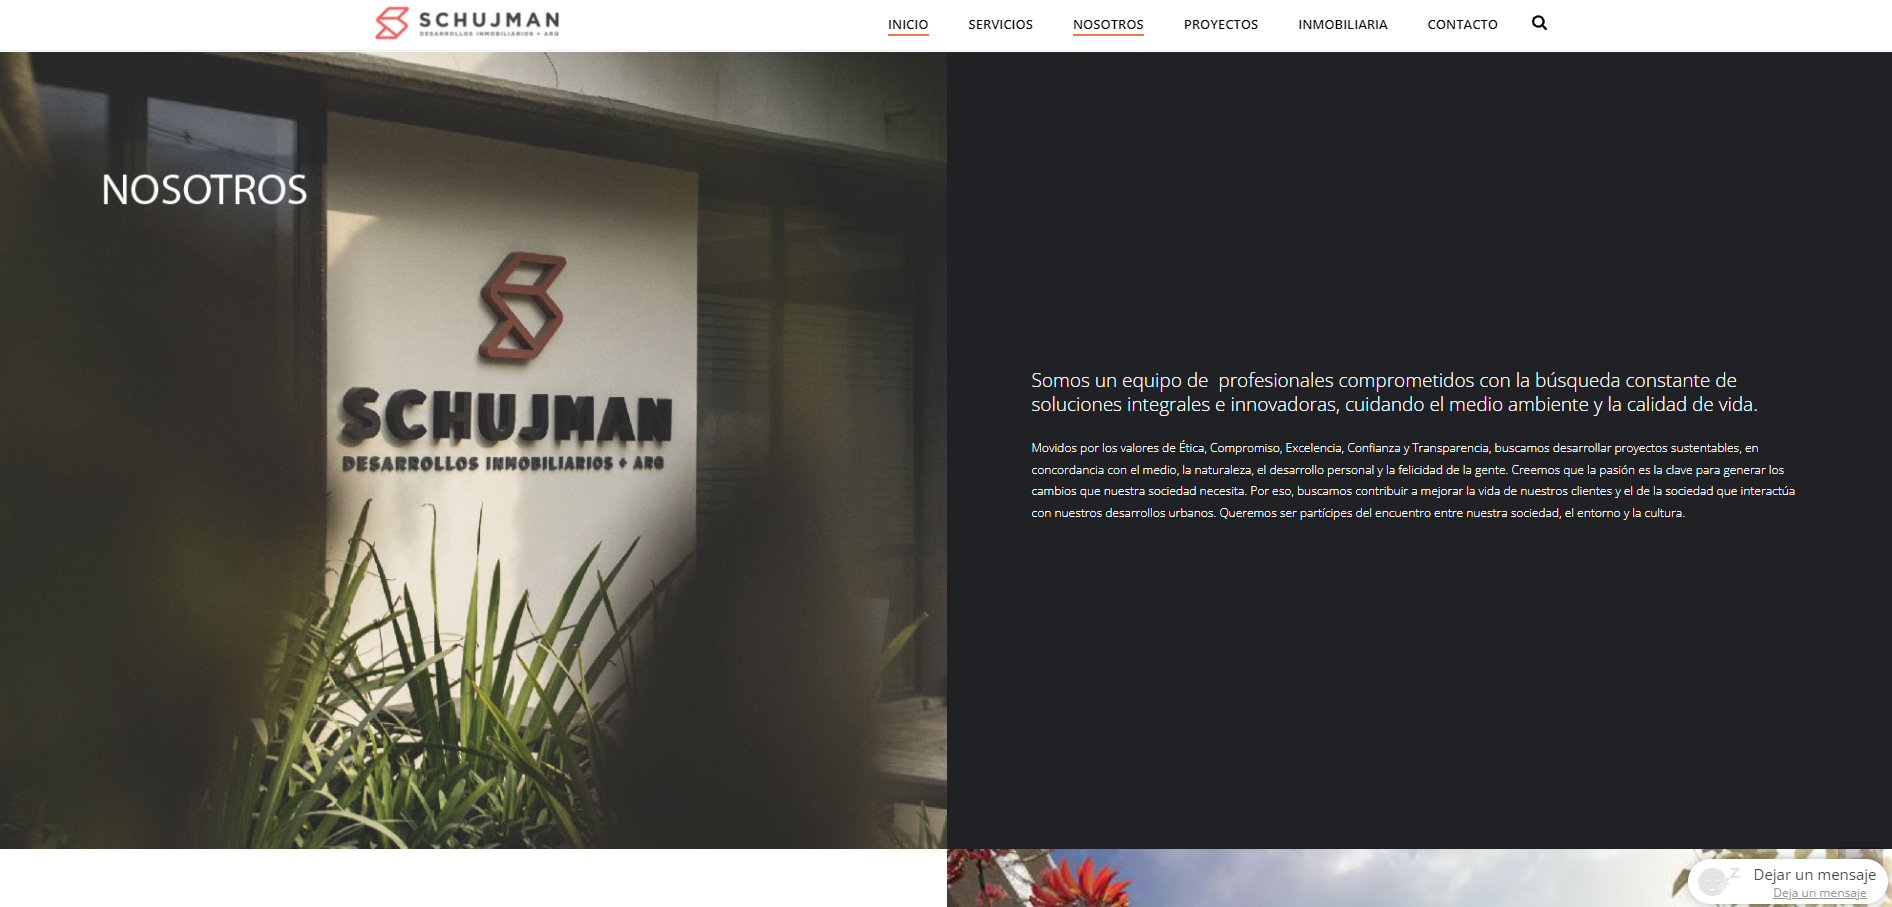 SCHUJMAN
DESARROLLOS INMOBILIARIOS + ARQ
INICIO
SERVICIOS
NOSOTROS
PROYECTOS
INMOBILIARIA
CONTACTO
NOSOTROS
SCHUJMAN
DESARROLLOS INMOBILIARIOS + ARQ
Somos un equipo de  profesionales comprometidos con la búsqueda constante de
soluciones integrales e innovadoras, cuidando el medio ambiente y la calidad de vida.
Movidos por los valores de Ética, Compromiso, Excelencia, Confianza y Transparencia, buscamos desarrollar proyectos sustentables, en
concordancia con el medio, la naturaleza, el desarrollo personal y la felicidad de la gente. Creemos que la pasión es la clave para generar los
cambios que nuestra sociedad necesita. Por eso, buscamos contribuir a mejorar la vida de nuestros clientes y el de la sociedad que interactúa
con nuestros desarrollos urbanos. Queremos ser partícipes del encuentro entre nuestra sociedad, el entorno y la cultura.
Dejar un mensaje
Deja un mensaje